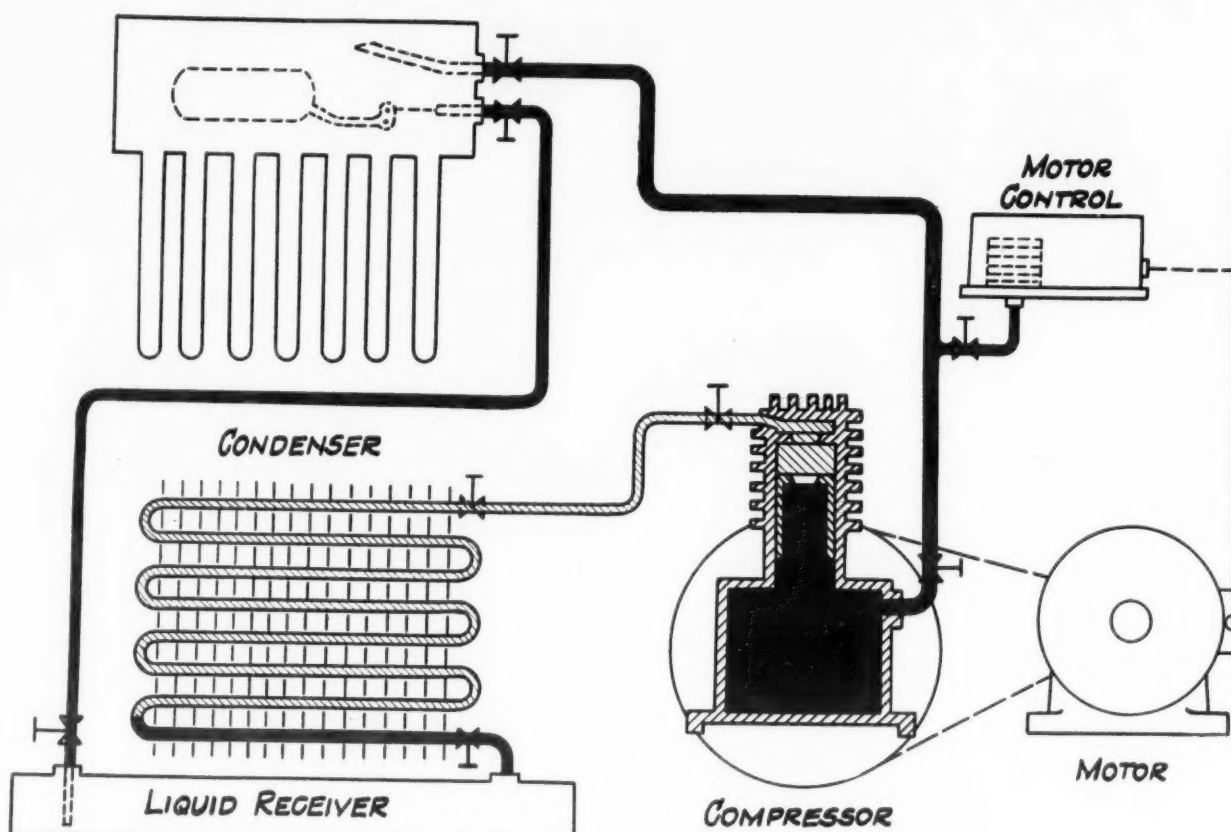 MOTOR
CONTROL
CONDENSER
LIQUID RECEIVER
COMPRESSOR
MOTOR